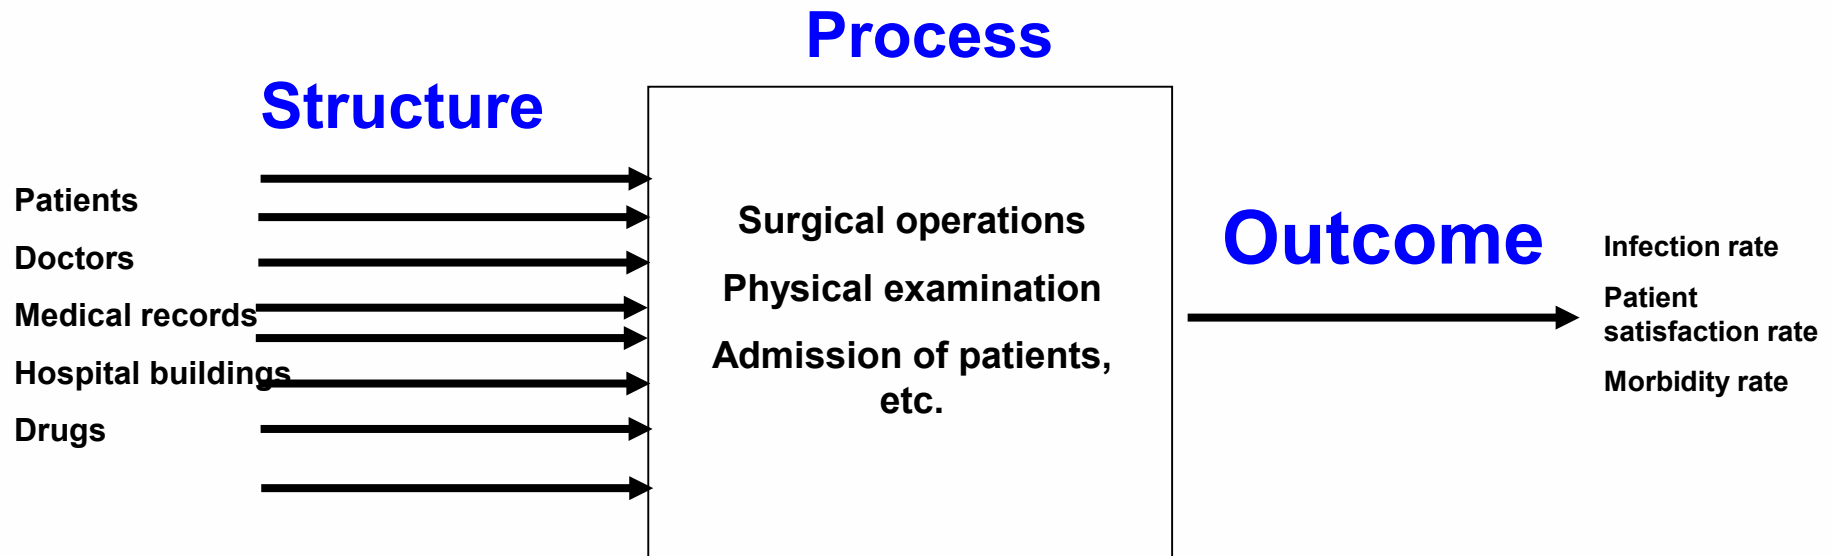 Process
Structure
Patients
Doctors
Medical records
Hospital buildings
Drugs
Surgical operations
Physical examination
Admission of patients,
etc.
Outcome
Infection rate
Patient
satisfaction rate
Morbidity rate